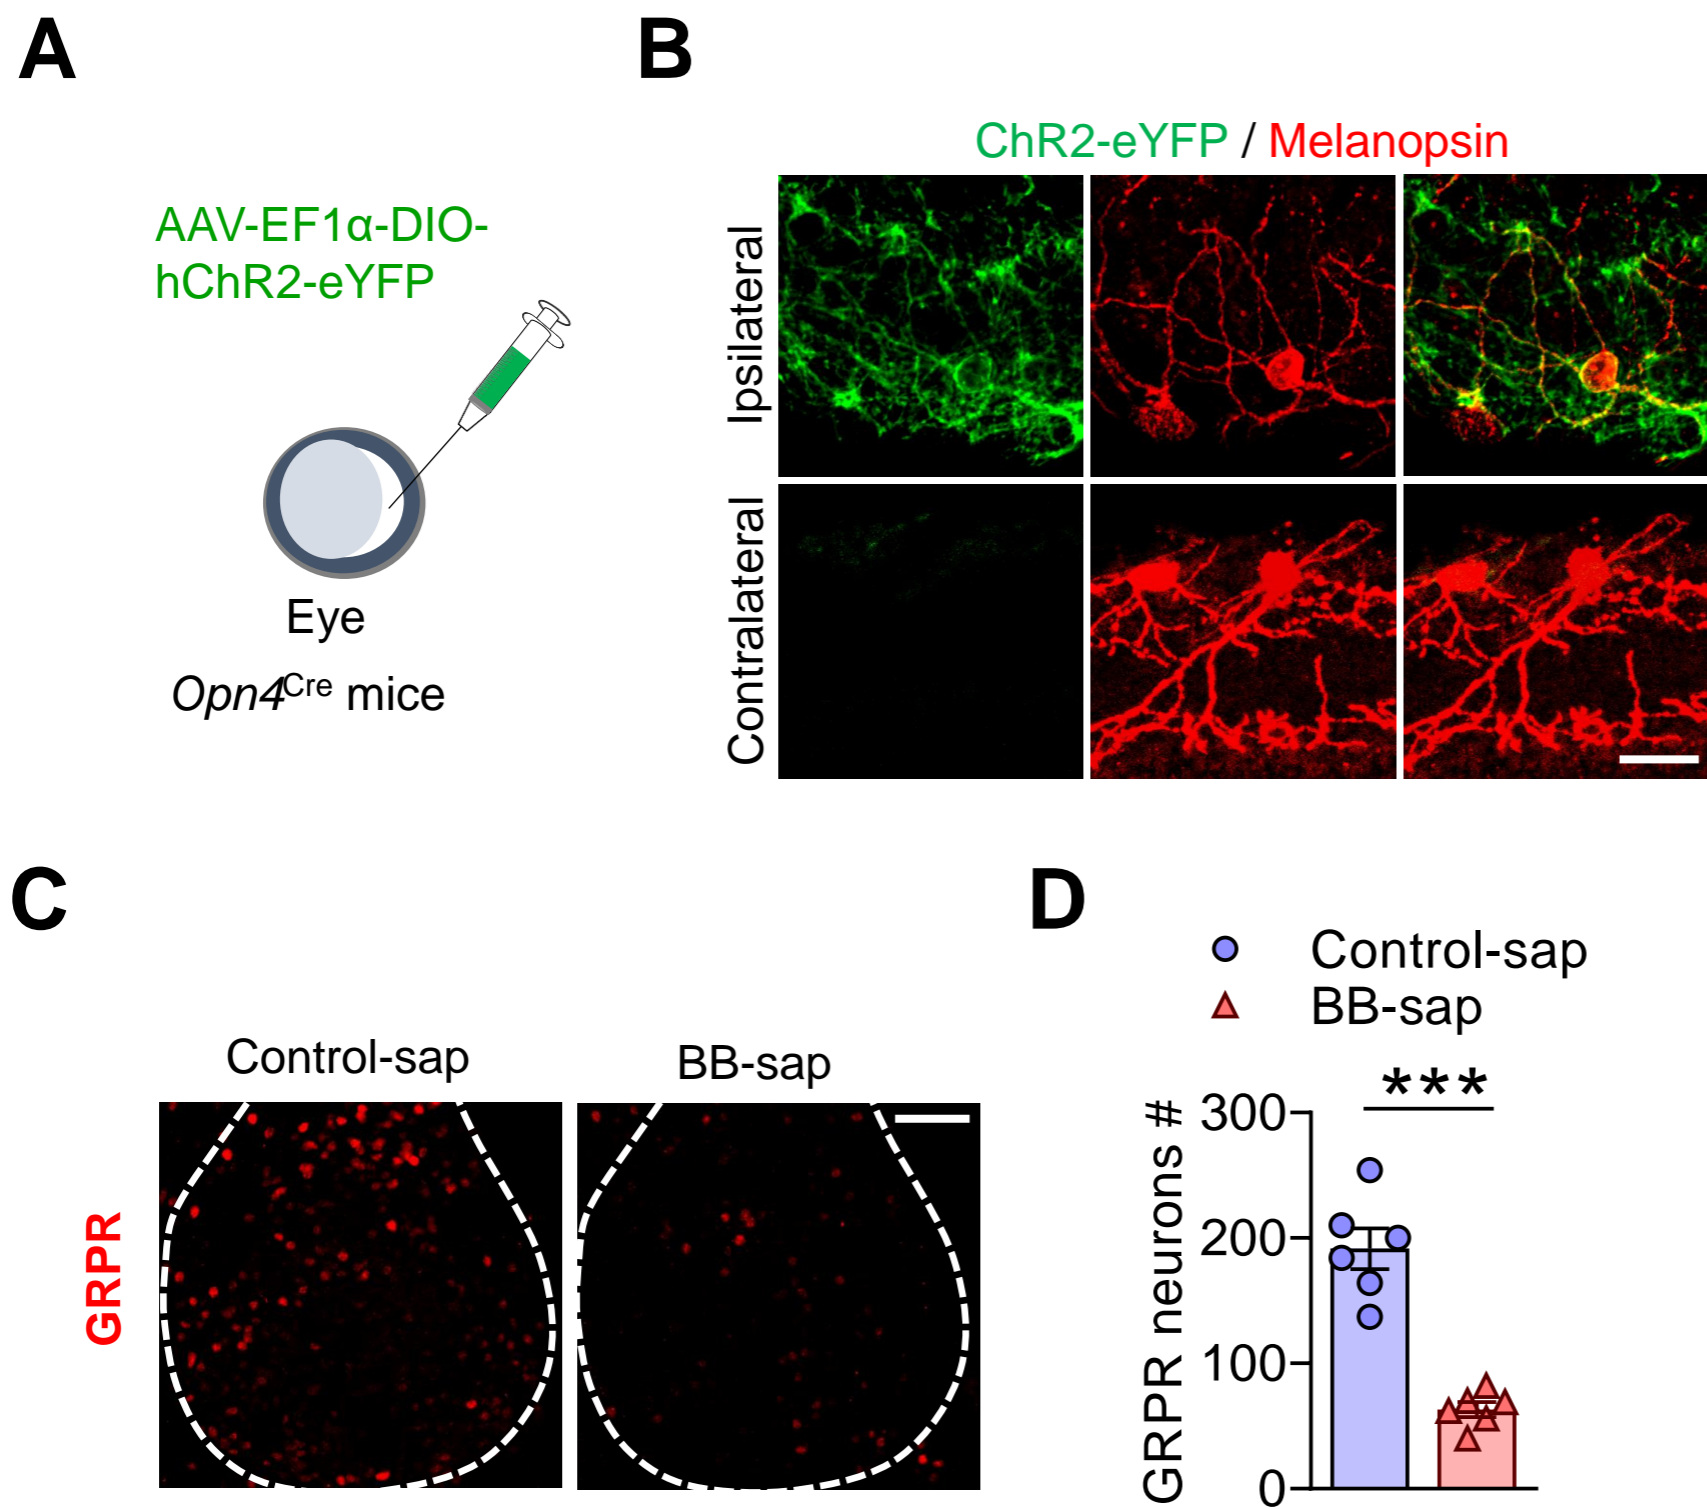 A
AAV-EF1α-DIO-
hChR2-eYFP
Eye
Opn4Cre mice
B
ChR2-eYFP / Melanopsin
Ipsilateral
Contralateral
C
Control-sap
BB-sap
GRPR
D
Control-sap
BB-sap
***
GRPR neurons #
300
200
100
0